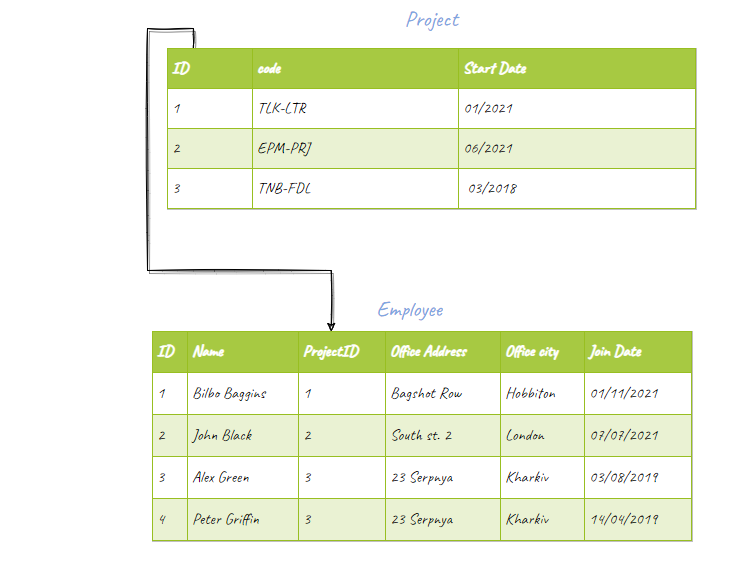 Project
ID code Start Date
1 TLK-LTR 01/2021
2 EPM-PRJ 06/2021
3 TNB-FDL 03/2018
Employee
ID Name ProjectID Office Address Office city Join Date
1 Bilbo Baggins 1 Bagshot Row Hobbiton 01/11/2021
2 John Black 2 South st. 2 London 07/07/2021
3 Alex Green 3 23 Serpnya Kharkiv 03/08/2019
4 Peter Griffin 3 23 Serpnya Kharkiv 14/04/2019